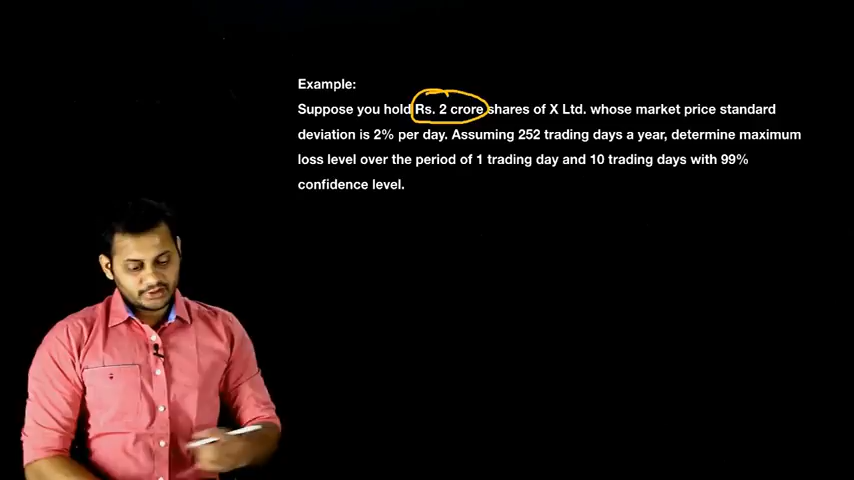 Example:
Suppose you hold Rs. 2 crore shares of X Ltd. whose market price standard
deviation is 2% per day. Assuming 252 trading days a year, determine maximum
loss level over the period of 1 trading day and 10 trading days with 99%
confidence level.